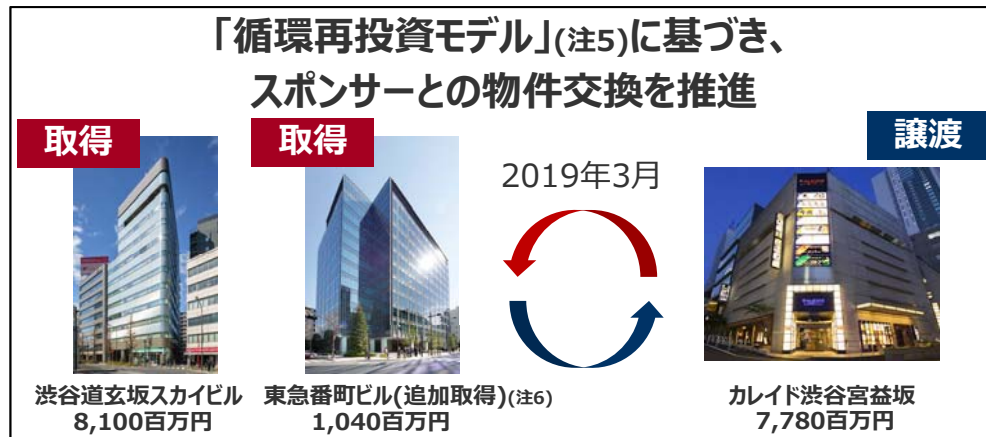 「循環再投資モデル」(注5)に基づき、
スポンサーとの物件交換を推進
取得
取得
譲渡
2019年3月
渋谷道玄坂スカイビル
8,100百万円
東急番町ビル(追加取得)(注6)
1,040百万円
カレイド渋谷宮益坂
7,780百万円